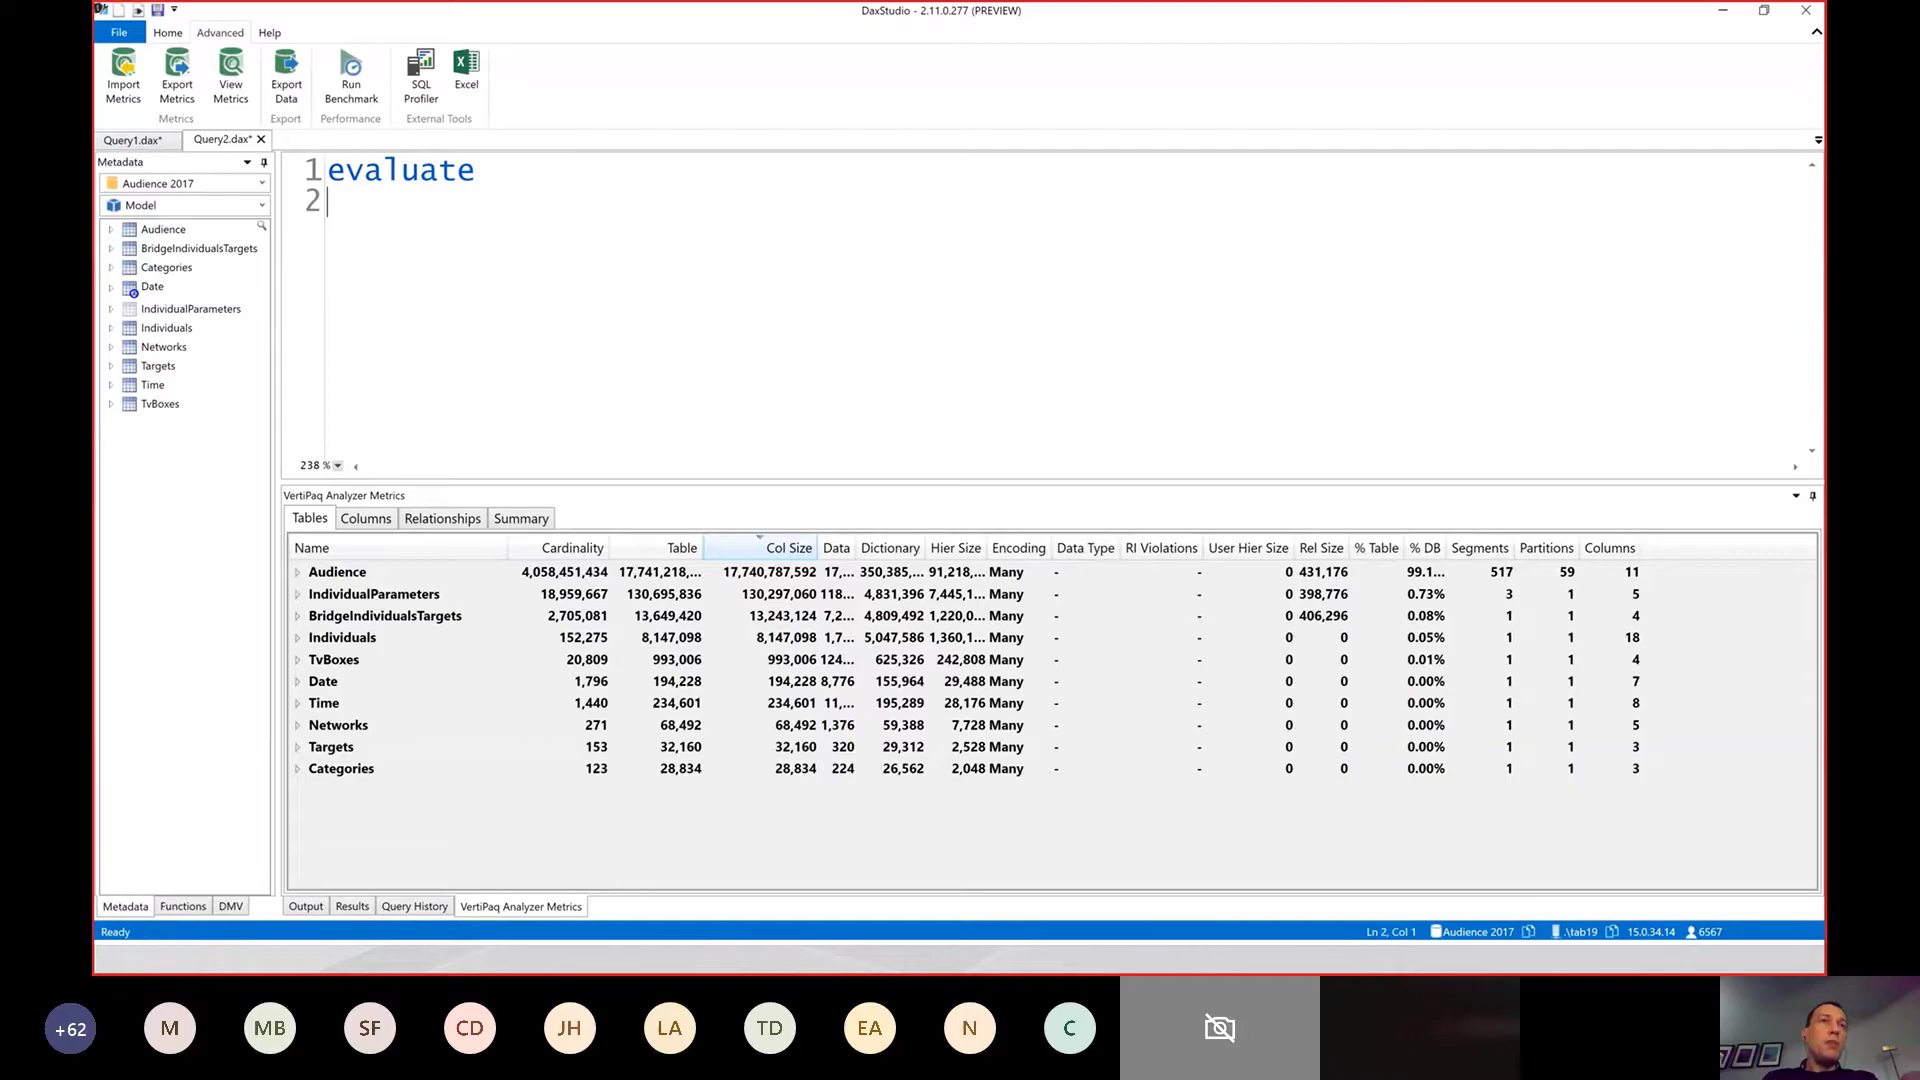 DaxStudio - 2.11.0.277 (PREVIEW)
File Home Advanced Help
Import Metrics
Export Metrics
View Metrics
Export Data
Run Benchmark
SQL Profiler
Excel
Metrics Export Performance External Tools
Query1.dax* Query2.dax*
Metadata
Audience 2017
Model
Audience
BridgeIndividualsTargets
Categories
Date
IndividualParameters
Individuals
Networks
Targets
Time
TvBoxes
1 evaluate
2
238 %
VertiPaq Analyzer Metrics
Tables Columns Relationships Summary
Name Cardinality Table Col Size Data Dictionary Hier Size Encoding Data Type RI Violations User Hier Size Rel Size % Table % DB Segments Partitions Columns
Audience 4,058,451,434 17,741,218,... 17,740,787,592 17,... 350,385,... 91,218,... Many - - 0 431,176 99.1... 517 59 11
IndividualParameters 18,959,667 130,695,836 130,297,060 118... 4,831,396 7,445,1... Many - - 0 398,776 0.73% 3 1 5
BridgeIndividualsTargets 2,705,081 13,649,420 13,243,124 7,2... 4,809,492 1,220,0... Many - - 0 406,296 0.08% 1 1 4
Individuals 152,275 8,147,098 8,147,098 1,7... 5,047,586 1,360,1... Many - - 0 0 0.05% 1 1 18
TvBoxes 20,809 993,006 993,006 124... 625,326 242,808 Many - - 0 0 0.01% 1 1 4
Date 1,796 194,228 194,228 8,776 155,964 29,488 Many - - 0 0 0.00% 1 1 7
Time 1,440 234,601 234,601 11,... 195,289 28,176 Many - - 0 0 0.00% 1 1 8
Networks 271 68,492 68,492 1,376 59,388 7,728 Many - - 0 0 0.00% 1 1 5
Targets 153 32,160 32,160 320 29,312 2,528 Many - - 0 0 0.00% 1 1 3
Categories 123 28,834 28,834 224 26,562 2,048 Many - - 0 0 0.00% 1 1 3
Metadata Functions DMV
Output Results Query History VertiPaq Analyzer Metrics
Ready Ln 2, Col 1 Audience 2017 .\tab19 15.0.34.14 6567
+62 M MB SF CD JH LA TD EA N C